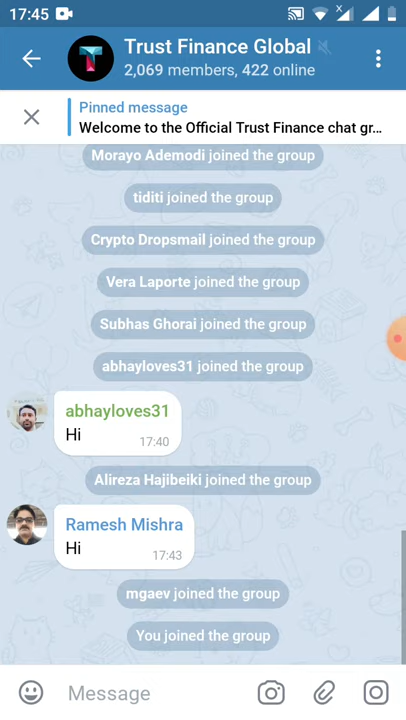 17:45
Trust Finance Global
2,069 members, 422 online
Pinned message
Welcome to the Official Trust Finance chat gr...
Morayo Ademodi joined the group
tiditi joined the group
Crypto Dropsmail joined the group
Vera Laporte joined the group
Subhas Ghorai joined the group
abhayloves31 joined the group
abhayloves31
Hi
17:40
Alireza Hajibeiki joined the group
Ramesh Mishra
Hi
17:43
mgaev joined the group
You joined the group
Message